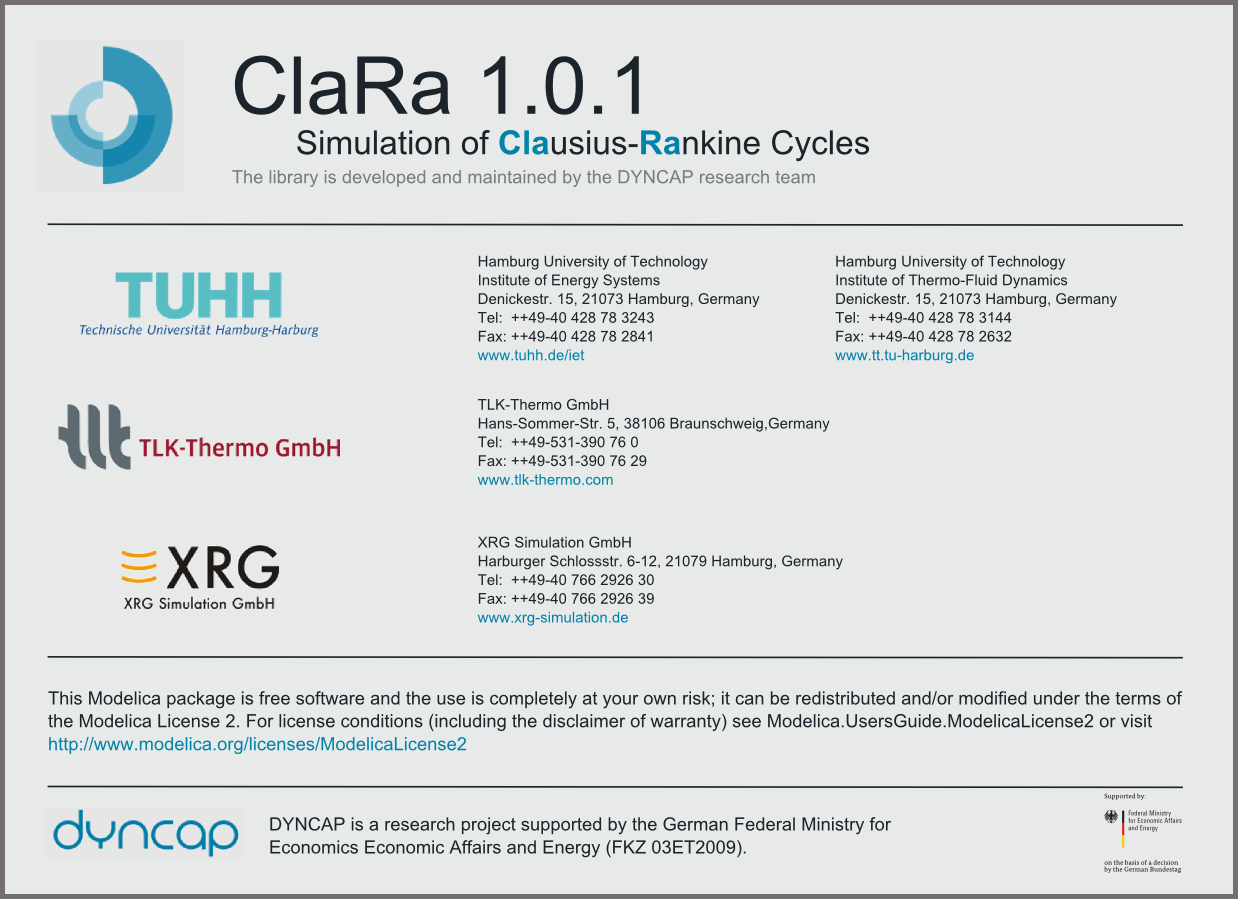 ClaRa 1.0.1
Simulation of Clausius-Rankine Cycles
The library is developed and maintained by the DYNCAP research team
TUHH
Technische Universität Hamburg-Harburg
Hamburg University of Technology
Institute of Energy Systems
Denickestr. 15, 21073 Hamburg, Germany
Tel:  ++49-40 428 78 3243
Fax: ++49-40 428 78 2841
www.tuhh.de/iet
Hamburg University of Technology
Institute of Thermo-Fluid Dynamics
Denickestr. 15, 21073 Hamburg, Germany
Tel:  ++49-40 428 78 3144
Fax: ++49-40 428 78 2632
www.tt.tu-harburg.de
TLK-Thermo GmbH
TLK-Thermo GmbH
Hans-Sommer-Str. 5, 38106 Braunschweig,Germany
Tel:  ++49-531-390 76 0
Fax: ++49-531-390 76 29
www.tlk-thermo.com
XRG
XRG Simulation GmbH
XRG Simulation GmbH
Harburger Schlossstr. 6-12, 21079 Hamburg, Germany
Tel:  ++49-40 766 2926 30
Fax: ++49-40 766 2926 39
www.xrg-simulation.de
This Modelica package is free software and the use is completely at your own risk; it can be redistributed and/or modified under the terms of
the Modelica License 2. For license conditions (including the disclaimer of warranty) see Modelica.UsersGuide.ModelicaLicense2 or visit
http://www.modelica.org/licenses/ModelicaLicense2
dyncap
DYNCAP is a research project supported by the German Federal Ministry for
Economics Economic Affairs and Energy (FKZ 03ET2009).
Supported by:
Federal Ministry
for Economic Affairs
and Energy
on the basis of a decision
by the German Bundestag